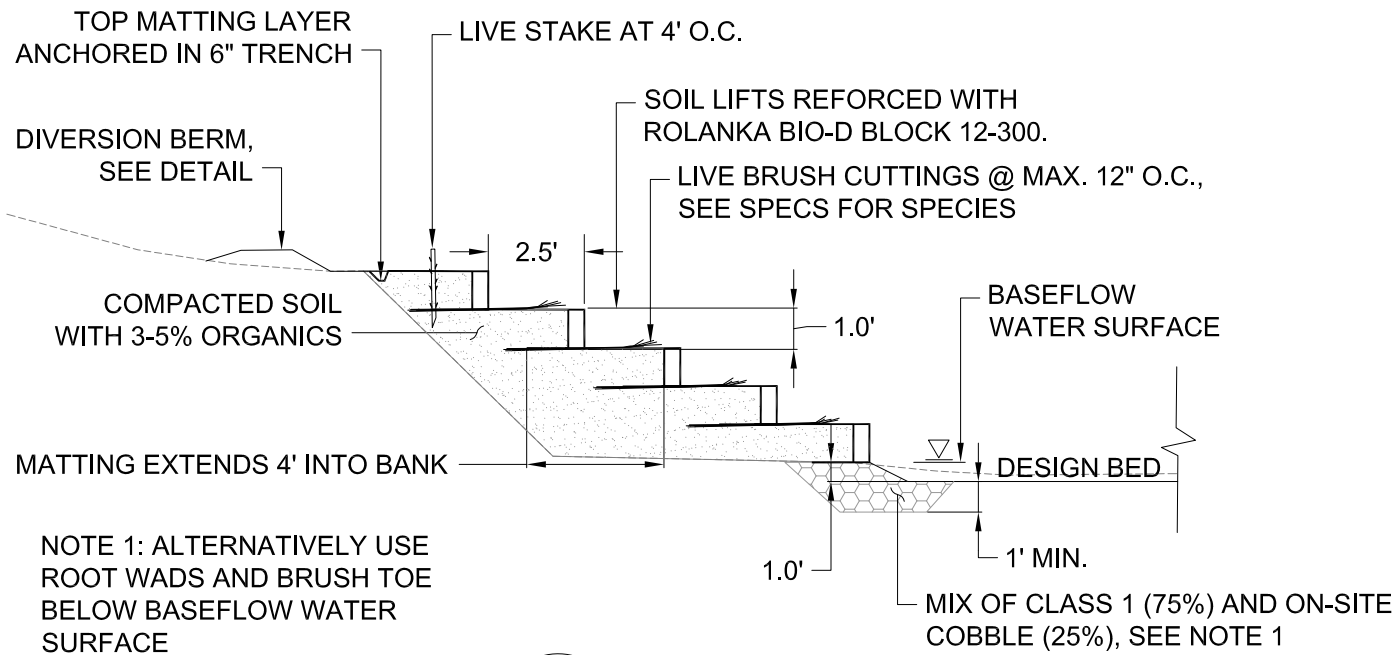 TOP MATTING LAYER
ANCHORED IN 6" TRENCH
LIVE STAKE AT 4' O.C.
SOIL LIFTS REFORCED WITH
ROLANKA BIO-D BLOCK 12-300.
DIVERSION BERM,
SEE DETAIL
LIVE BRUSH CUTTINGS @ MAX. 12" O.C.,
SEE SPECS FOR SPECIES
2.5'
COMPACTED SOIL
WITH 3-5% ORGANICS
1.0'
BASEFLOW
WATER SURFACE
MATTING EXTENDS 4' INTO BANK
DESIGN BED
NOTE 1: ALTERNATIVELY USE
ROOT WADS AND BRUSH TOE
BELOW BASEFLOW WATER
SURFACE
1.0'
1' MIN.
MIX OF CLASS 1 (75%) AND ON-SITE
COBBLE (25%), SEE NOTE 1